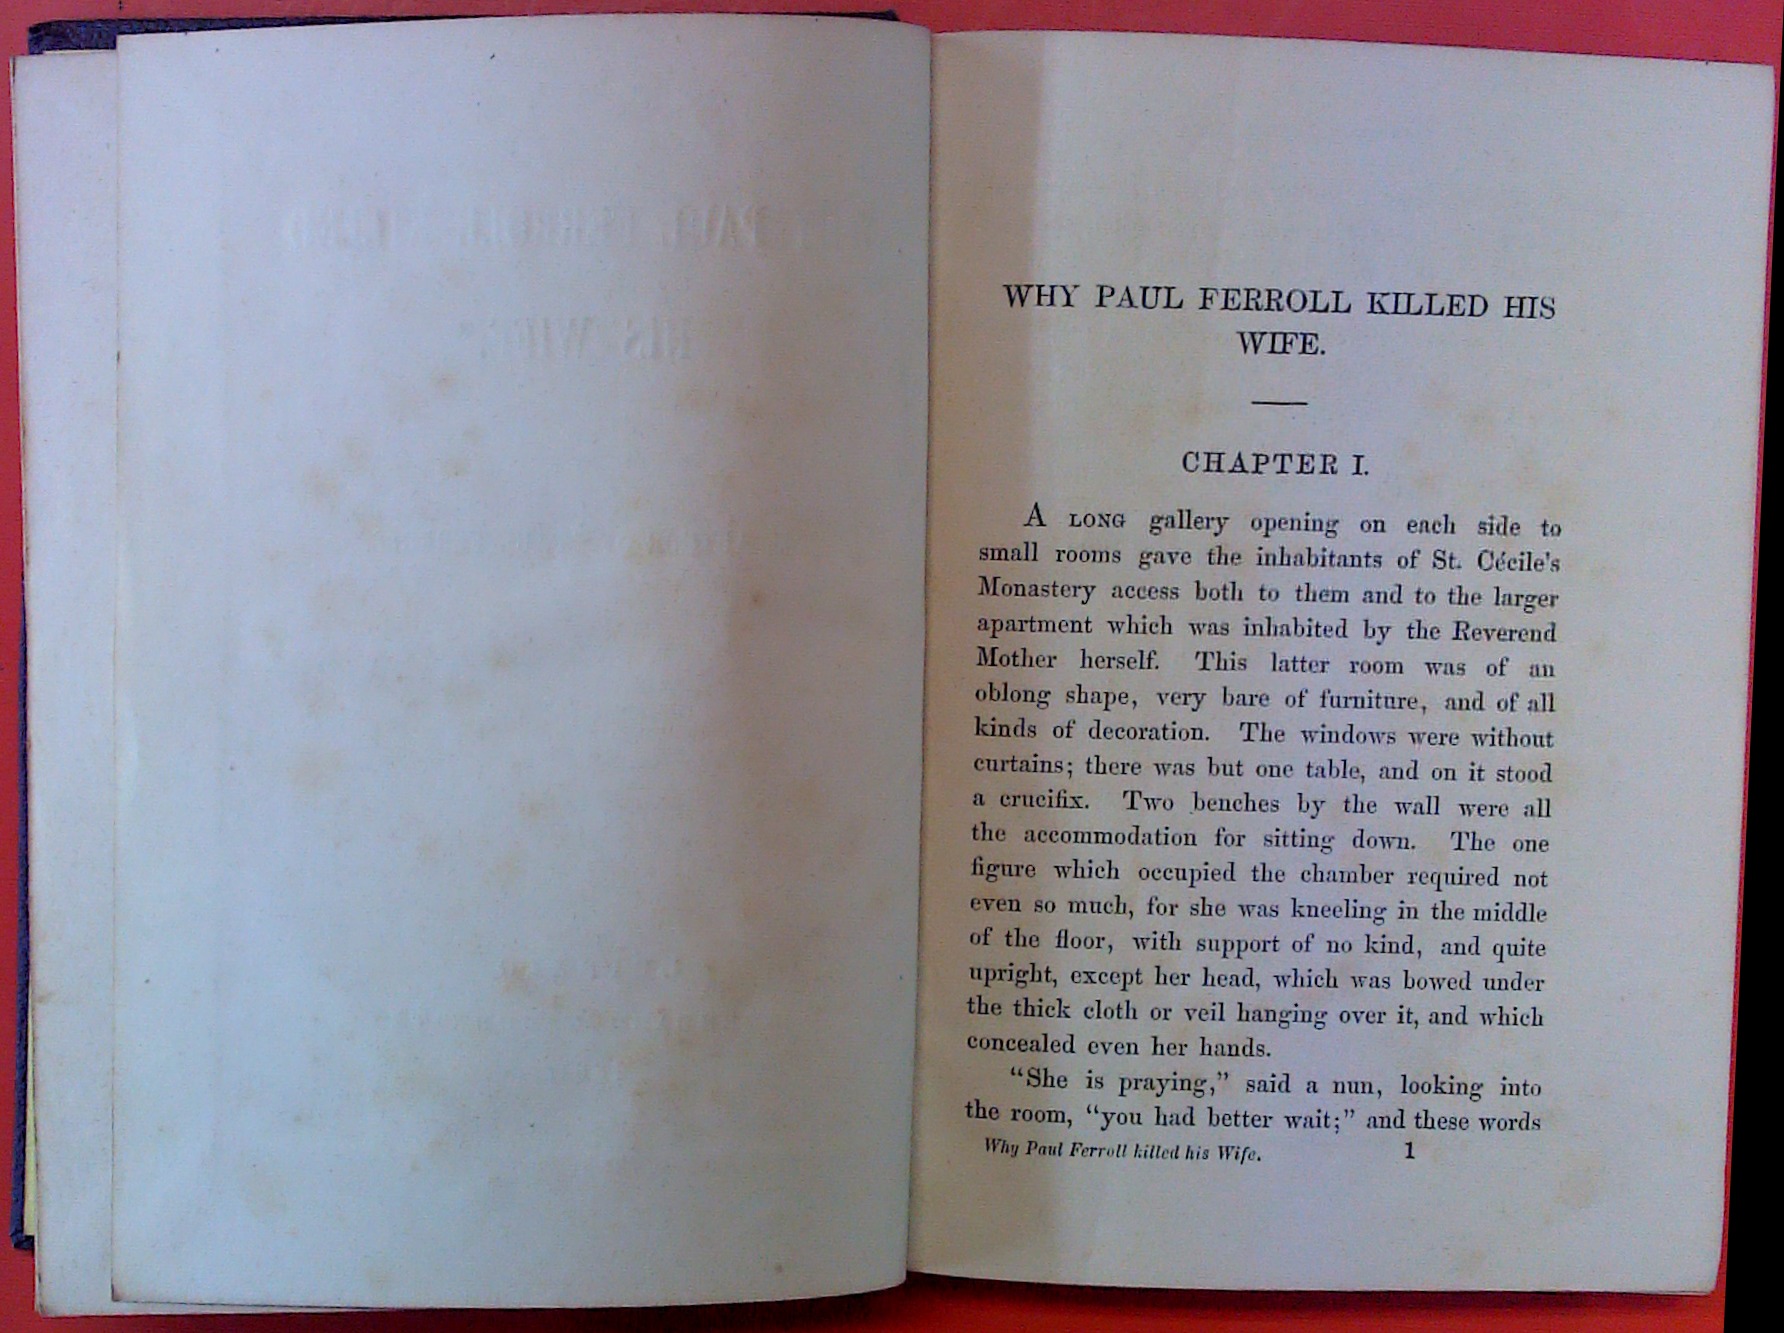 WHY PAUL FERROLL KILLED HIS
WIFE.
CHAPTER I.
A LONG gallery opening on each side to
small rooms gave the inhabitants of St. Cécile's
Monastery access both to them and to the larger
apartment which was inhabited by the Reverend
Mother herself. This latter room was of an
oblong shape, very bare of furniture, and of all
kinds of decoration. The windows were without
curtains; there was but one table, and on it stood
a crucifix. Two benches by the wall were all
the accommodation for sitting down. The one
figure which occupied the chamber required not
even so much, for she was kneeling in the middle
of the floor, with support of no kind, and quite
upright, except her head, which was bowed under
the thick cloth or veil hanging over it, and which
concealed even her hands.
“She is praying,” said a nun, looking into
the room, “you had better wait;” and these words
Why Paul Ferroll killed his Wife. 1